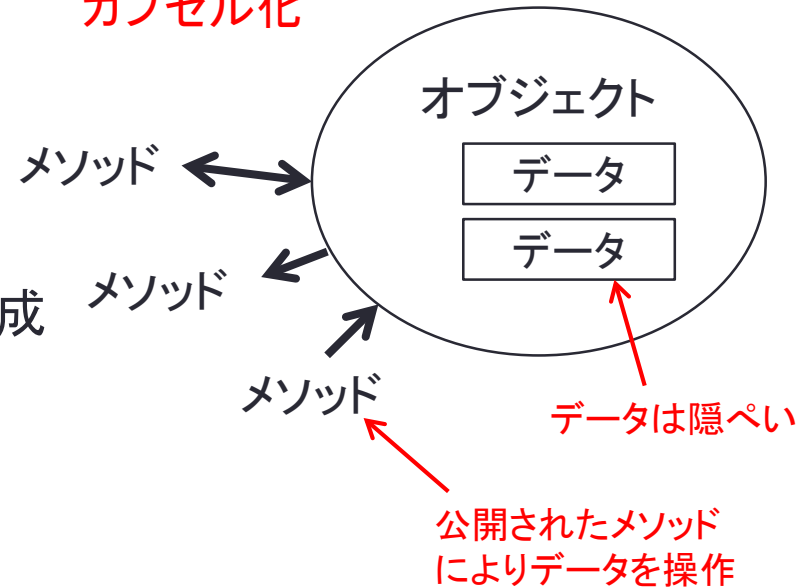 カプセル化
オブジェクト
メソッド
データ
データ
メソッド
成
メソッド
データは隠ぺい
公開されたメソッド
によりデータを操作